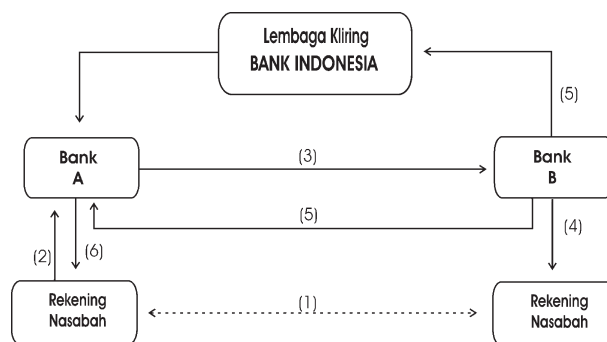 Lembaga Kliring
BANK INDONESIA
(5)
Bank
A
(3)
Bank
B
(5)
(4)
(2)
(6)
Rekening
Nasabah
(1)
Rekening
Nasabah